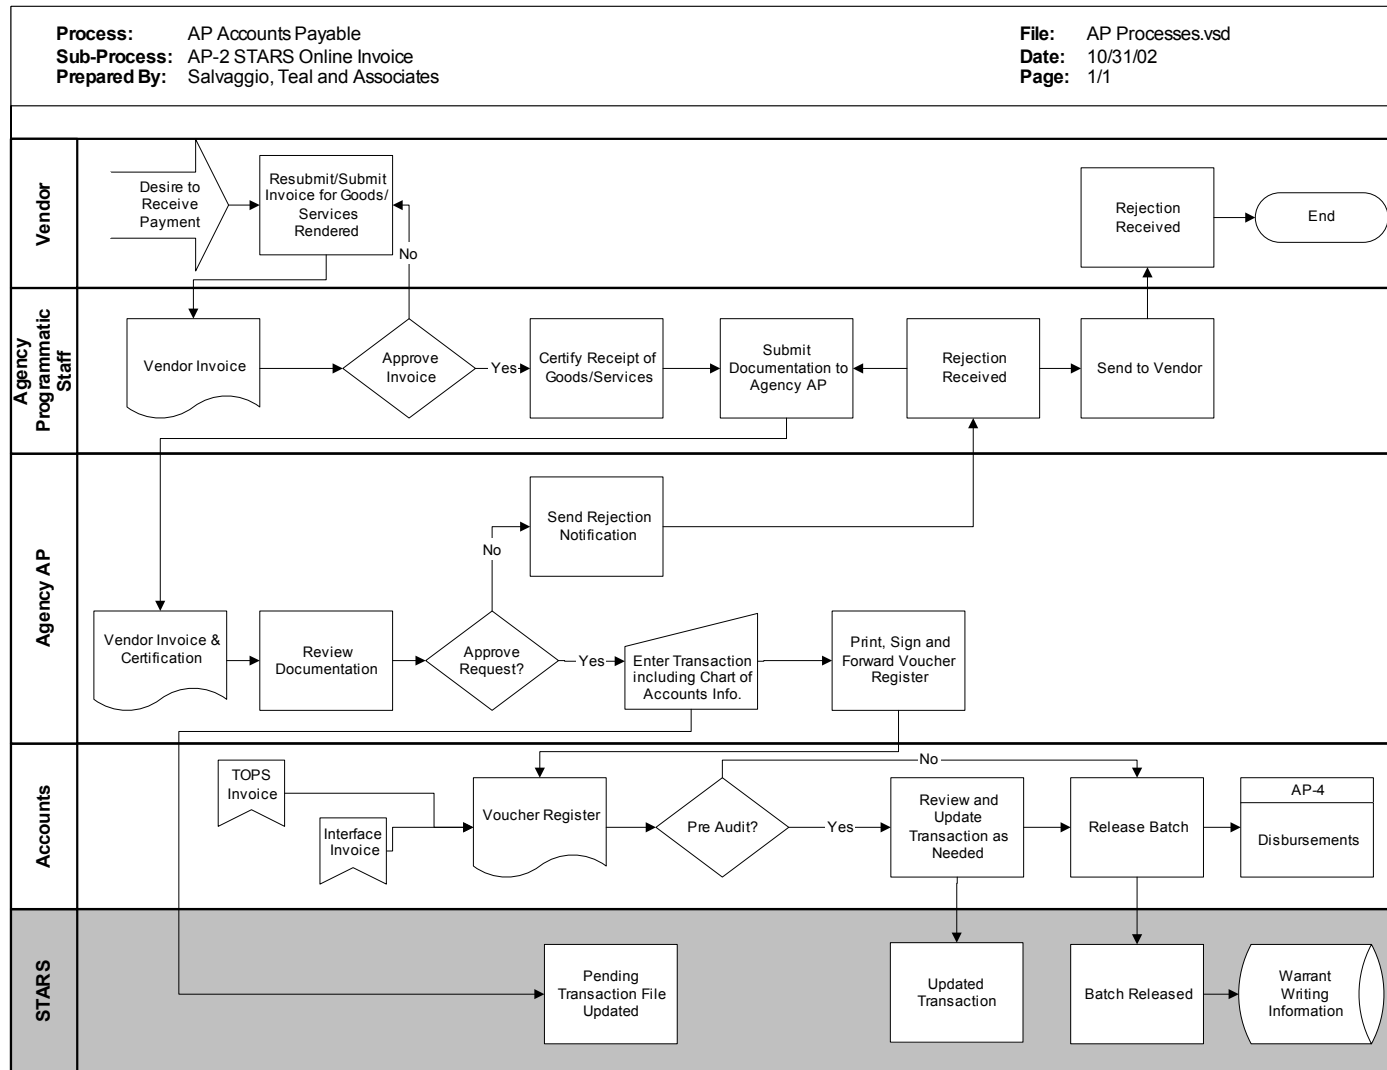 Process: AP Accounts Payable
Sub-Process: AP-2 STARS Online Invoice
Prepared By: Salvaggio, Teal and Associates
File: AP Processes.vsd
Date: 10/31/02
Page: 1/1
Vendor
Desire to
Receive
Payment
Resubmit/Submit
Invoice for Goods/
Services
Rendered
No
Rejection
Received
End
Agency
Programmatic
Staff
Vendor Invoice
Approve
Invoice
Yes
Certify Receipt of
Goods/Services
Submit
Documentation to
Agency AP
Rejection
Received
Send to Vendor
Agency AP
Send Rejection
Notification
No
Vendor Invoice &
Certification
Review
Documentation
Approve
Request?
Yes
Enter Transaction
including Chart of
Accounts Info.
Print, Sign and
Forward Voucher
Register
Accounts
TOPS
Invoice
Interface
Invoice
Voucher Register
Pre Audit?
No
Yes
Review and
Update
Transaction as
Needed
Release Batch
AP-4
Disbursements
STARS
Pending
Transaction File
Updated
Updated
Transaction
Batch Released
Warrant
Writing
Information